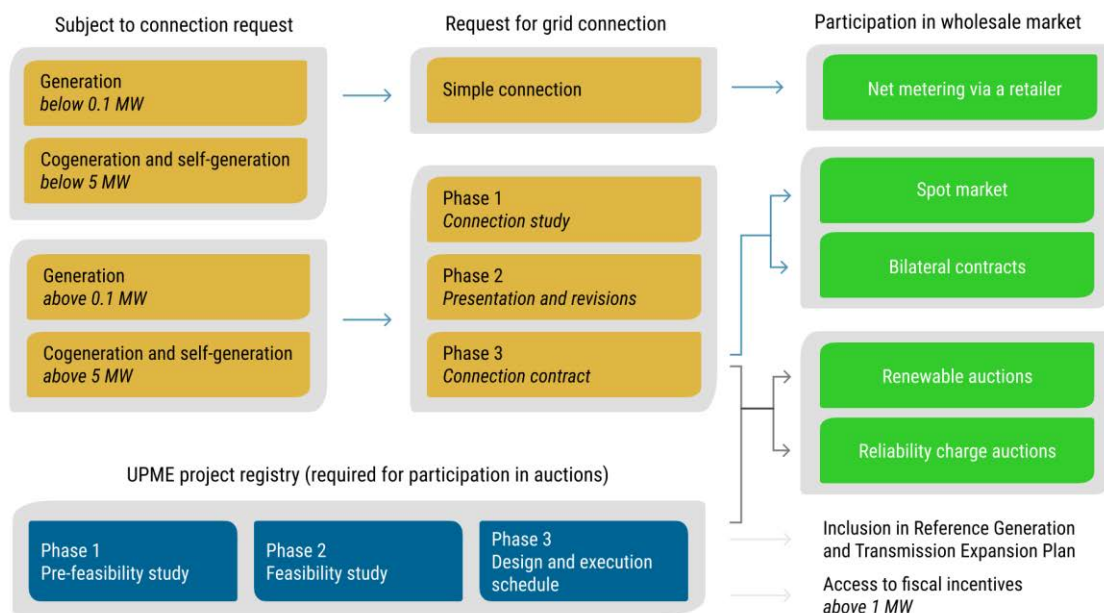 Subject to connection request
Generation
below 0.1 MW
Cogeneration and self-generation
below 5 MW
Generation
above 0.1 MW
Cogeneration and self-generation
above 5 MW
Request for grid connection
Simple connection
Phase 1
Connection study
Phase 2
Presentation and revisions
Phase 3
Connection contract
Participation in wholesale market
Net metering via a retailer
Spot market
Bilateral contracts
Renewable auctions
Reliability charge auctions
UPME project registry (required for participation in auctions)
Phase 1
Pre-feasibility study
Phase 2
Feasibility study
Phase 3
Design and execution
schedule
Inclusion in Reference Generation
and Transmission Expansion Plan
Access to fiscal incentives
above 1 MW